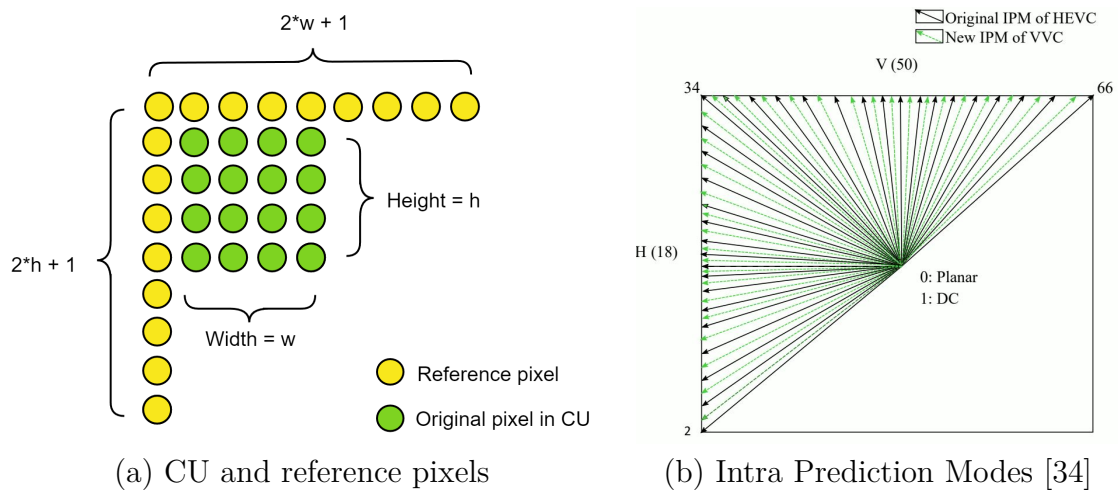 2*w + 1
2*h + 1
Height = h
Width = w
Reference pixel
Original pixel in CU
(a) CU and reference pixels
Original IPM of HEVC
New IPM of VVC
V (50)
34
66
H (18)
0: Planar
1: DC
2
(b) Intra Prediction Modes [34]